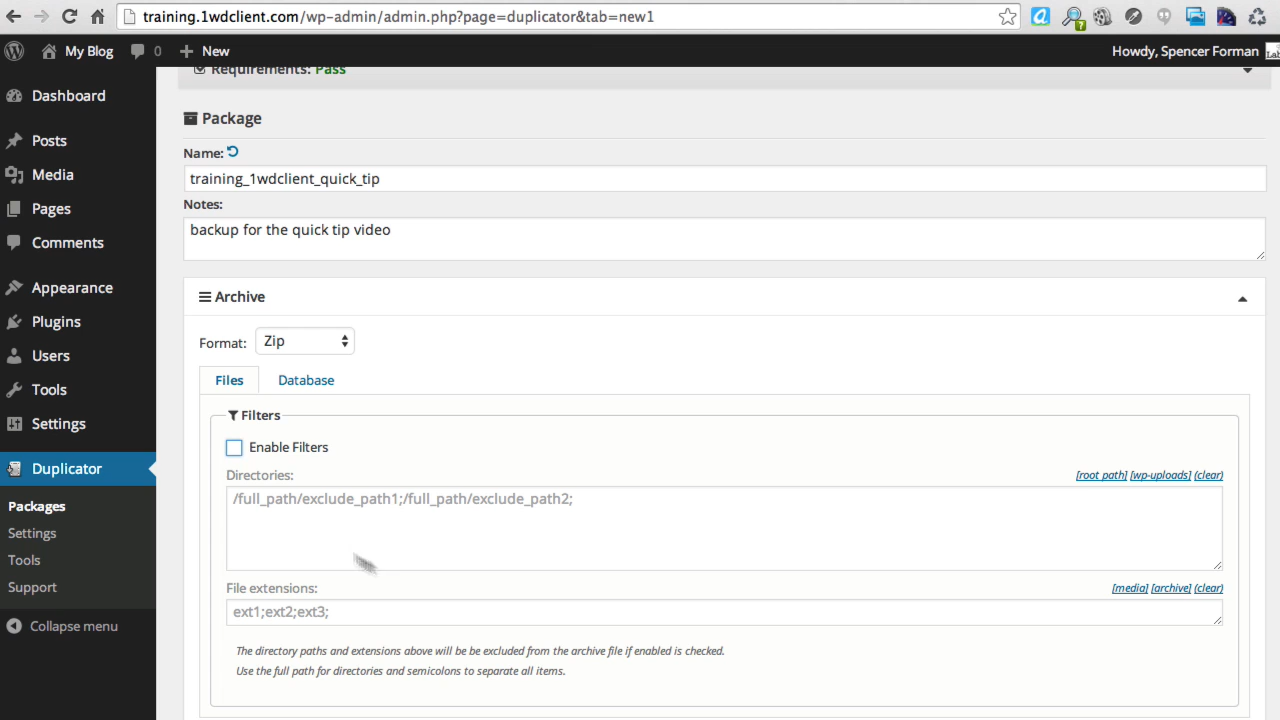 training.1wdclient.com/wp-admin/admin.php?page=duplicator&tab=new1
My Blog 0 New Howdy, Spencer Forman
Dashboard
Posts
Media
Pages
Comments
Appearance
Plugins
Users
Tools
Settings
Duplicator
Packages
Settings
Tools
Support
Collapse menu
Requirements: Pass
Package
Name:
training_1wdclient_quick_tip
Notes:
backup for the quick tip video
Archive
Format: Zip
Files Database
Filters
Enable Filters
Directories: [root path] [wp-uploads] (clear)
/full_path/exclude_path1;/full_path/exclude_path2;
File extensions: [media] [archive] (clear)
ext1;ext2;ext3;
The directory paths and extensions above will be be excluded from the archive file if enabled is checked.
Use the full path for directories and semicolons to separate all items.